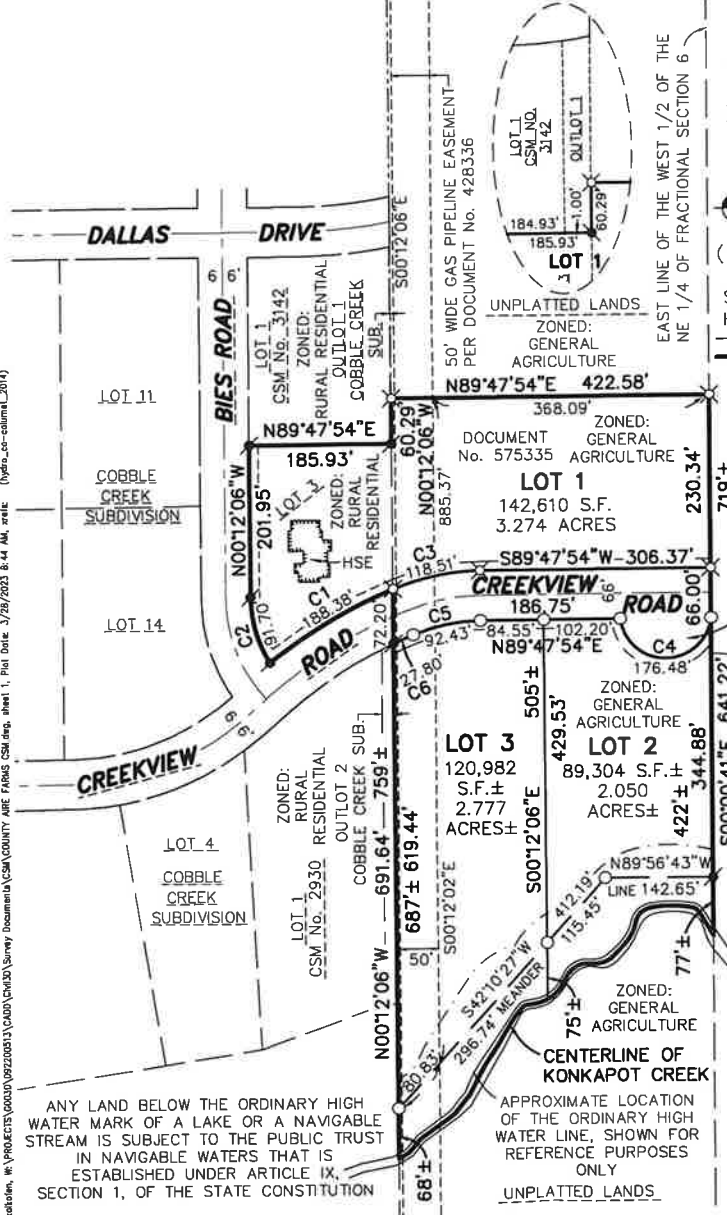 50' WIDE GAS PIPELINE EASEMENT
PER DOCUMENT No. 428336
S00°12'06"E
LOT 1
CSM NO.
3142
OUTLOT 1
184.93'
1.00'
185.93'
60.29'
LOT 1
3
EAST LINE OF THE WEST 1/2 OF THE
NE 1/4 OF FRACTIONAL SECTION 6
UNPLATTED LANDS
ZONED:
GENERAL
AGRICULTURE
DALLAS DRIVE
66'
BIES ROAD
LOT 1
CSM No. 3142
ZONED:
RURAL RESIDENTIAL
OUTLOT 1
COBBLE CREEK
SUB.
LOT 11
COBBLE
CREEK
SUBDIVISION
LOT 14
N89°47'54"E 422.58'
368.09'
N89°47'54"E
185.93'
60.29'
N00°12'06"W
885.37'
DOCUMENT
No. 575335
ZONED:
GENERAL
AGRICULTURE
LOT 1
142,610 S.F.
3.274 ACRES
230.34'
719'±
N00°12'06"W
201.95'
LOT 3
ZONED:
RURAL
RESIDENTIAL
HSE
C1
188.38'
C2
91.70'
C3
118.51'
S89°47'54"W 306.37'
CREEKVIEW ROAD
66'
66.00'
186.75'
72.20'
C5
92.43'
84.55'
102.20'
N89°47'54"E
C4
176.48'
27.80'
C6
ROAD
66'
CREEKVIEW
ZONED:
GENERAL
AGRICULTURE
LOT 3
120,982
S.F.±
2.777
ACRES±
505'±
429.53'
S00°12'06"E
LOT 2
89,304 S.F.±
2.050
ACRES±
422'±
344.88'
S00°00'41"E 641.22'
LOT 4
COBBLE
CREEK
SUBDIVISION
ZONED:
RURAL
RESIDENTIAL
LOT 1
CSM No. 2930
OUTLOT 2
COBBLE CREEK SUB.
N00°12'06"W 691.64' 759'±
687'± 619.44'
S00°12'02"E
50'
N89°56'43"W
LINE 142.65'
412.19'
115.45'
S42°10'27"W
296.74' MEANDER
80.83'
75'±
77'±
68'±
ZONED:
GENERAL
AGRICULTURE
CENTERLINE OF
KONKAPOT CREEK
APPROXIMATE LOCATION
OF THE ORDINARY HIGH
WATER LINE, SHOWN FOR
REFERENCE PURPOSES
ONLY
UNPLATTED LANDS
ANY LAND BELOW THE ORDINARY HIGH
WATER MARK OF A LAKE OR A NAVIGABLE
STREAM IS SUBJECT TO THE PUBLIC TRUST
IN NAVIGABLE WATERS THAT IS
ESTABLISHED UNDER ARTICLE IX,
SECTION 1, OF THE STATE CONSTITUTION